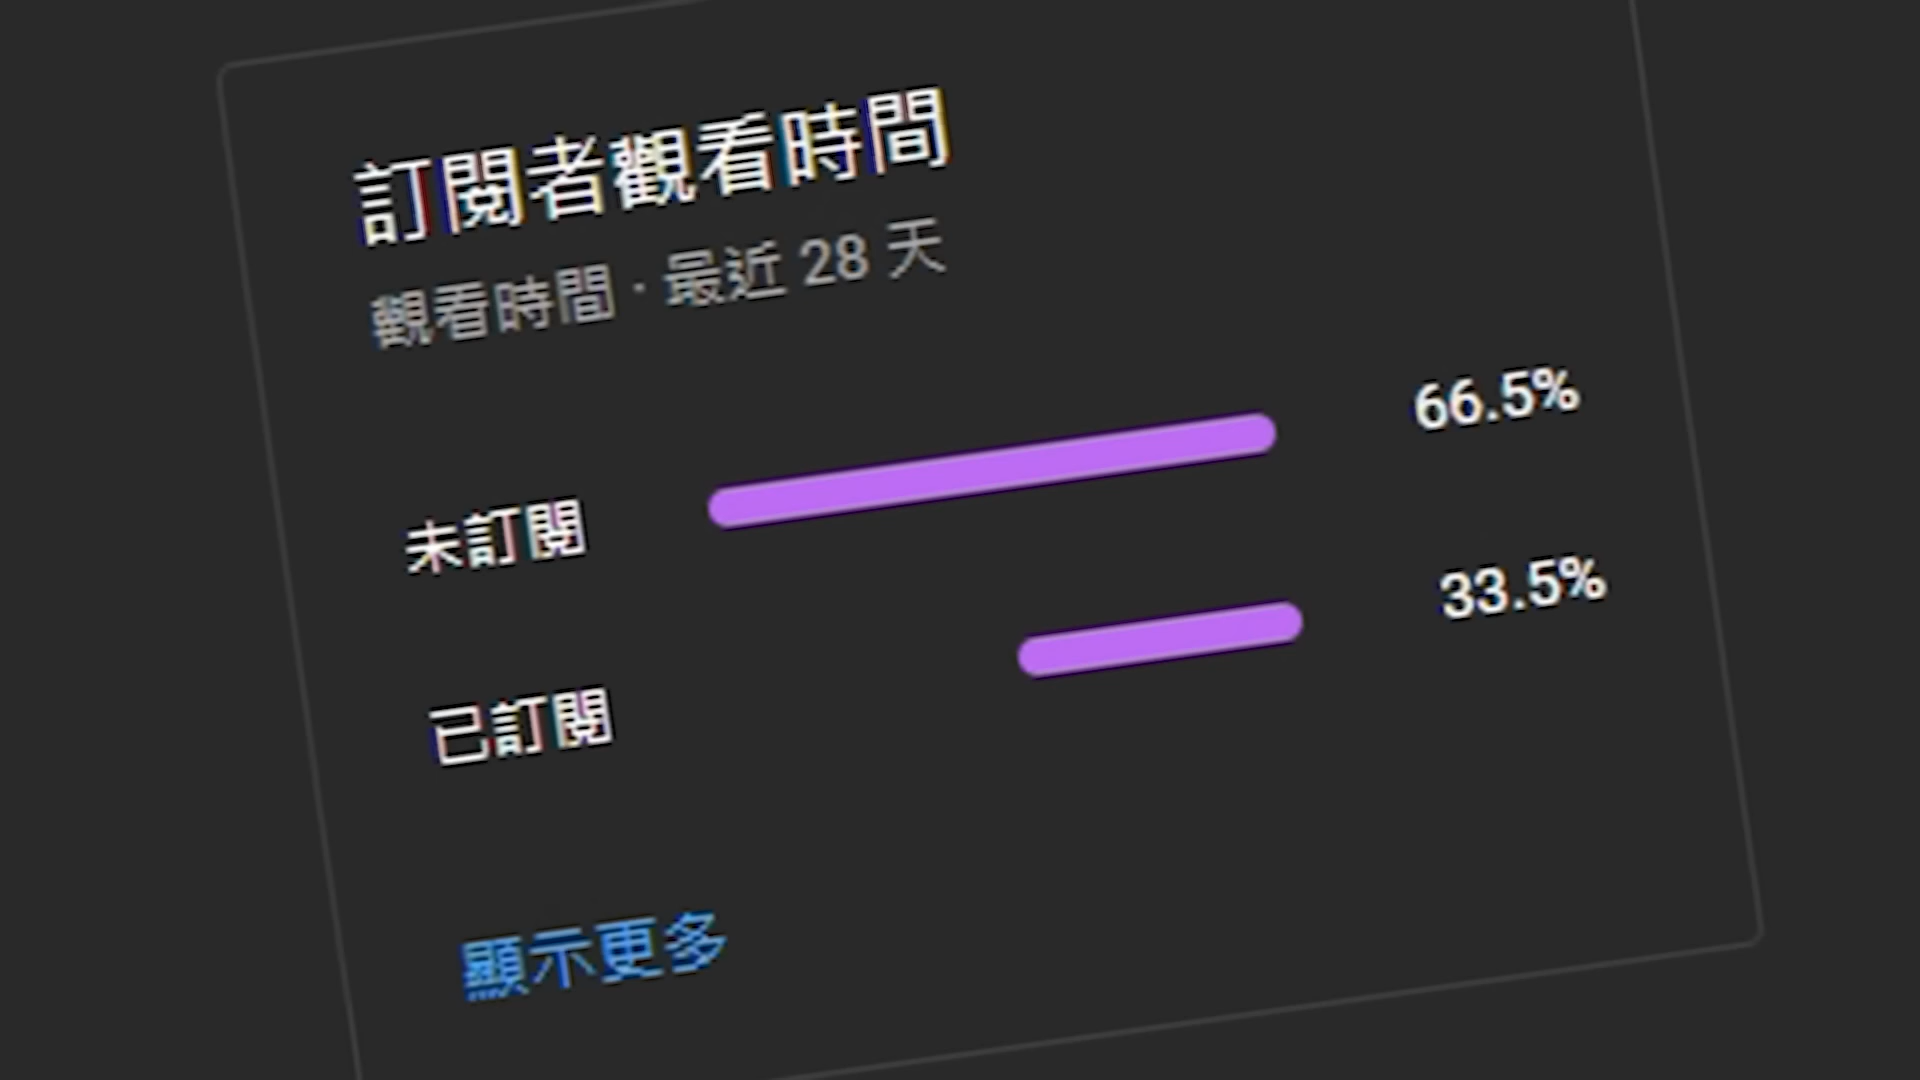 訂閱者觀看時間
觀看時間 · 最近 28 天
未訂閱 66.5%
已訂閱 33.5%
顯示更多